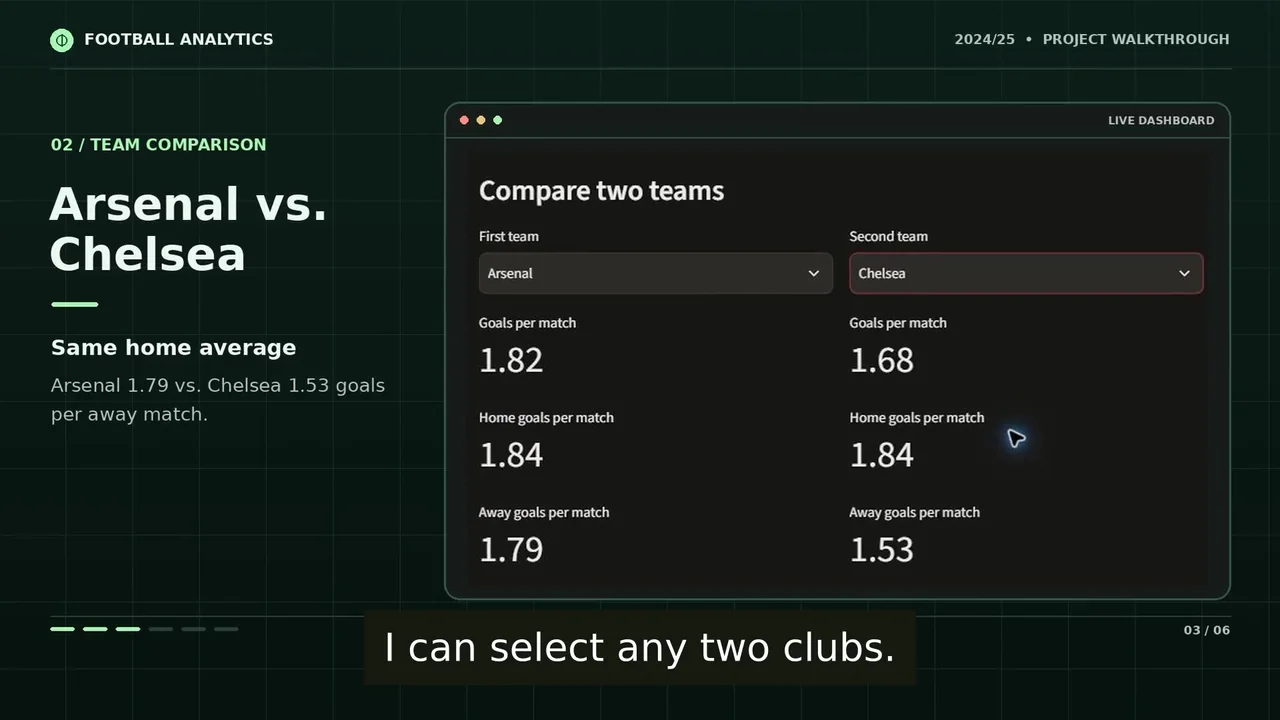 FOOTBALL ANALYTICS
2024/25 • PROJECT WALKTHROUGH
02 / TEAM COMPARISON
Arsenal vs.
Chelsea
Same home average
Arsenal 1.79 vs. Chelsea 1.53 goals
per away match.
LIVE DASHBOARD
Compare two teams
First team
Second team
Arsenal
Chelsea
Goals per match
Goals per match
1.82
1.68
Home goals per match
Home goals per match
1.84
1.84
Away goals per match
Away goals per match
1.79
1.53
03 / 06
I can select any two clubs.